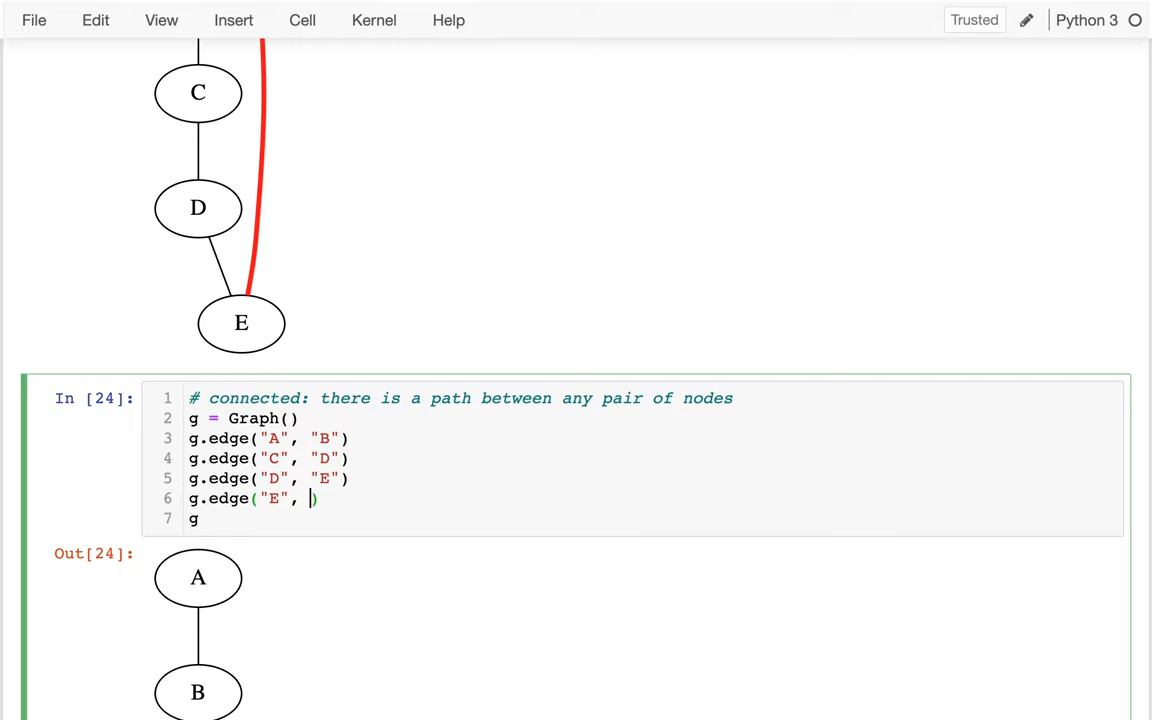 File Edit View Insert Cell Kernel Help Trusted Python 3
C
D
E
In [24]:
1 # connected: there is a path between any pair of nodes
2 g = Graph()
3 g.edge("A", "B")
4 g.edge("C", "D")
5 g.edge("D", "E")
6 g.edge("E", )
7 g
Out[24]:
A
B